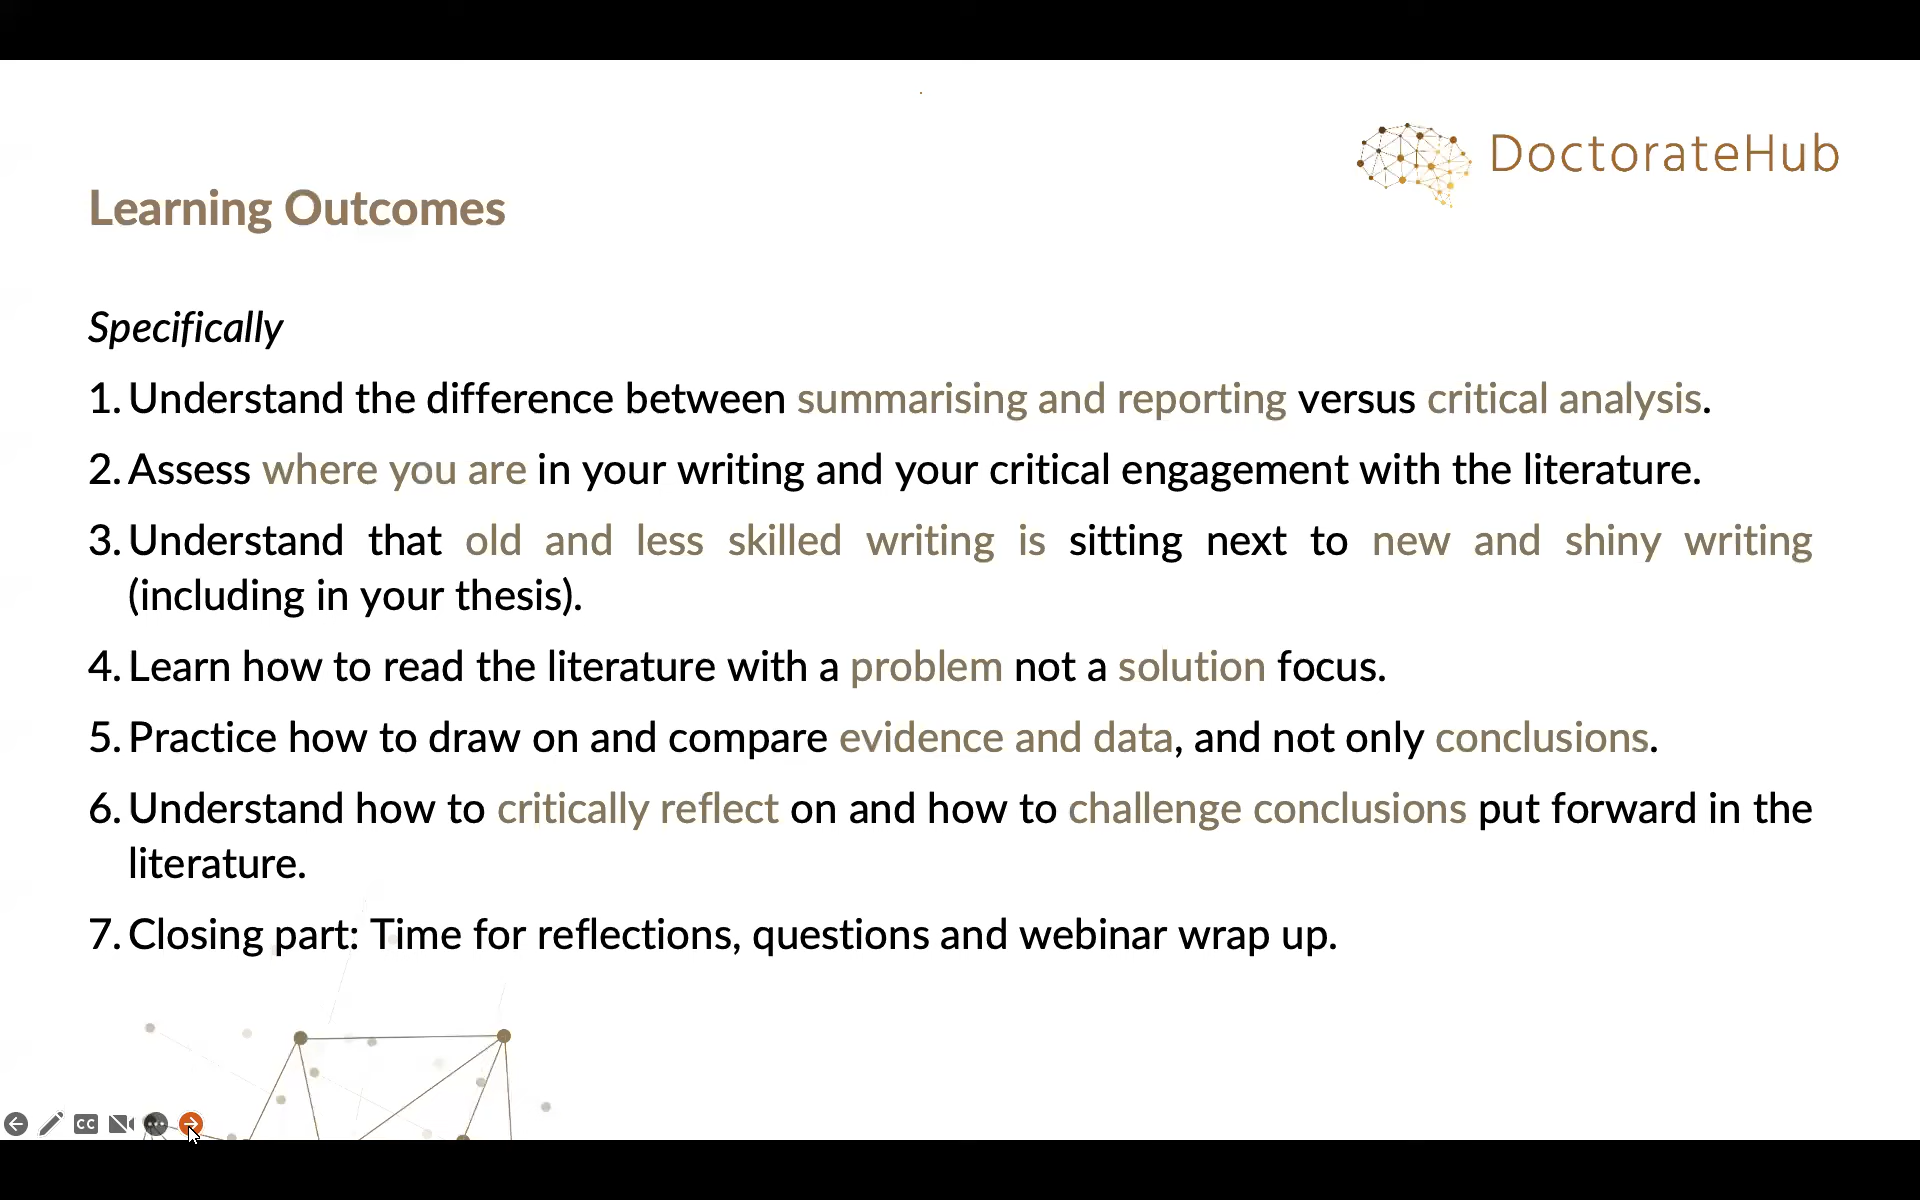 DoctorateHub
Learning Outcomes
Specifically
1. Understand the difference between summarising and reporting versus critical analysis.
2. Assess where you are in your writing and your critical engagement with the literature.
3. Understand that old and less skilled writing is sitting next to new and shiny writing
(including in your thesis).
4. Learn how to read the literature with a problem not a solution focus.
5. Practice how to draw on and compare evidence and data, and not only conclusions.
6. Understand how to critically reflect on and how to challenge conclusions put forward in the
literature.
7. Closing part: Time for reflections, questions and webinar wrap up.
CC